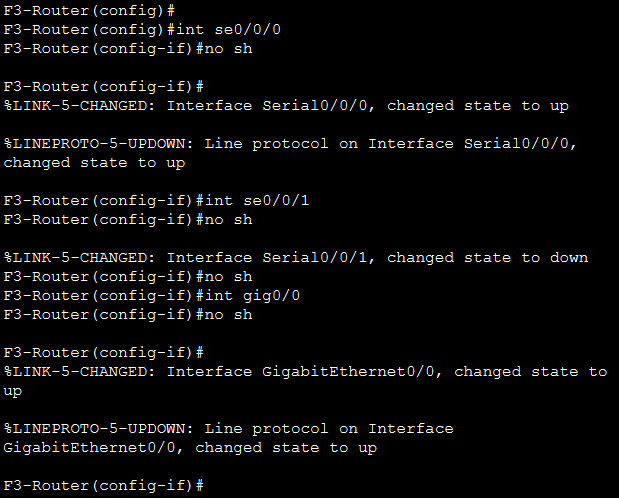 F3-Router(config)#
F3-Router(config)#int se0/0/0
F3-Router(config-if)#no sh
F3-Router(config-if)#
%LINK-5-CHANGED: Interface Serial0/0/0, changed state to up
%LINEPROTO-5-UPDOWN: Line protocol on Interface Serial0/0/0,
changed state to up
F3-Router(config-if)#int se0/0/1
F3-Router(config-if)#no sh
%LINK-5-CHANGED: Interface Serial0/0/1, changed state to down
F3-Router(config-if)#no sh
F3-Router(config-if)#int gig0/0
F3-Router(config-if)#no sh
F3-Router(config-if)#
%LINK-5-CHANGED: Interface GigabitEthernet0/0, changed state to
up
%LINEPROTO-5-UPDOWN: Line protocol on Interface
GigabitEthernet0/0, changed state to up
F3-Router(config-if)#